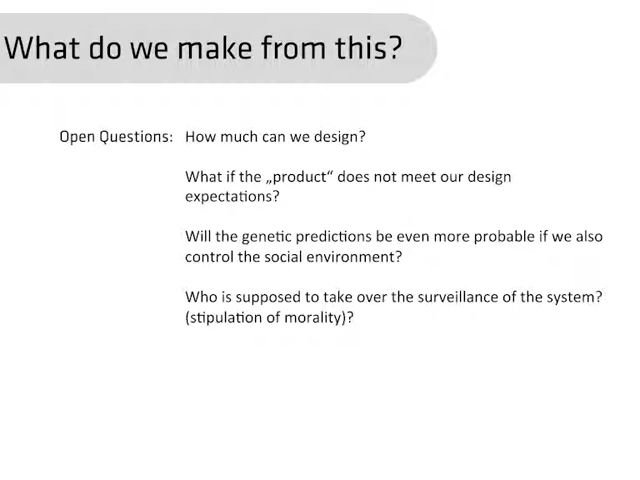 What do we make from this?
Open Questions: How much can we design?
What if the „product“ does not meet our design
expectations?
Will the genetic predictions be even more probable if we also
control the social environment?
Who is supposed to take over the surveillance of the system?
(stipulation of morality)?